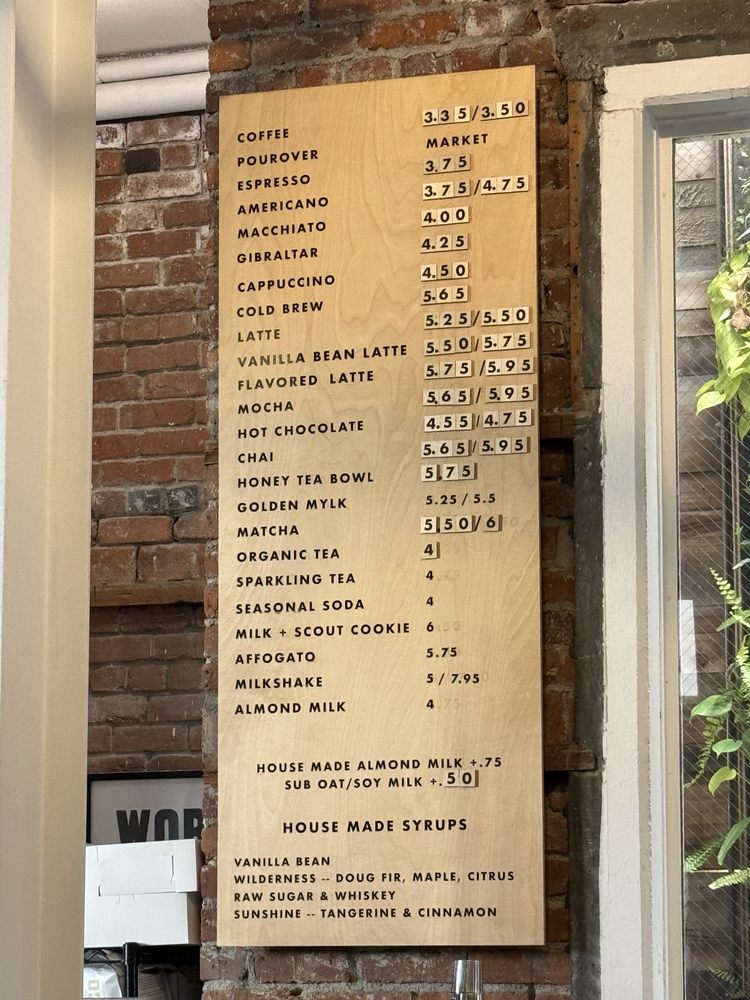 COFFEE 3.35/3.50
POUROVER MARKET
ESPRESSO 3.75
AMERICANO 3.75/4.75
MACCHIATO 4.00
GIBRALTAR 4.25
CAPPUCCINO 4.50
COLD BREW 5.65
LATTE 5.25/5.50
VANILLA BEAN LATTE 5.50/5.75
FLAVORED LATTE 5.75/5.95
MOCHA 5.65/5.95
HOT CHOCOLATE 4.55/4.75
CHAI 5.65/5.95
HONEY TEA BOWL 5.75
GOLDEN MYLK 5.25 / 5.5
MATCHA 5.50/6
ORGANIC TEA 4
SPARKLING TEA 4
SEASONAL SODA 4
MILK + SCOUT COOKIE 6
AFFOGATO 5.75
MILKSHAKE 5 / 7.95
ALMOND MILK 4
HOUSE MADE ALMOND MILK +.75
SUB OAT/SOY MILK +.50
HOUSE MADE SYRUPS
VANILLA BEAN
WILDERNESS -- DOUG FIR, MAPLE, CITRUS
RAW SUGAR & WHISKEY
SUNSHINE -- TANGERINE & CINNAMON